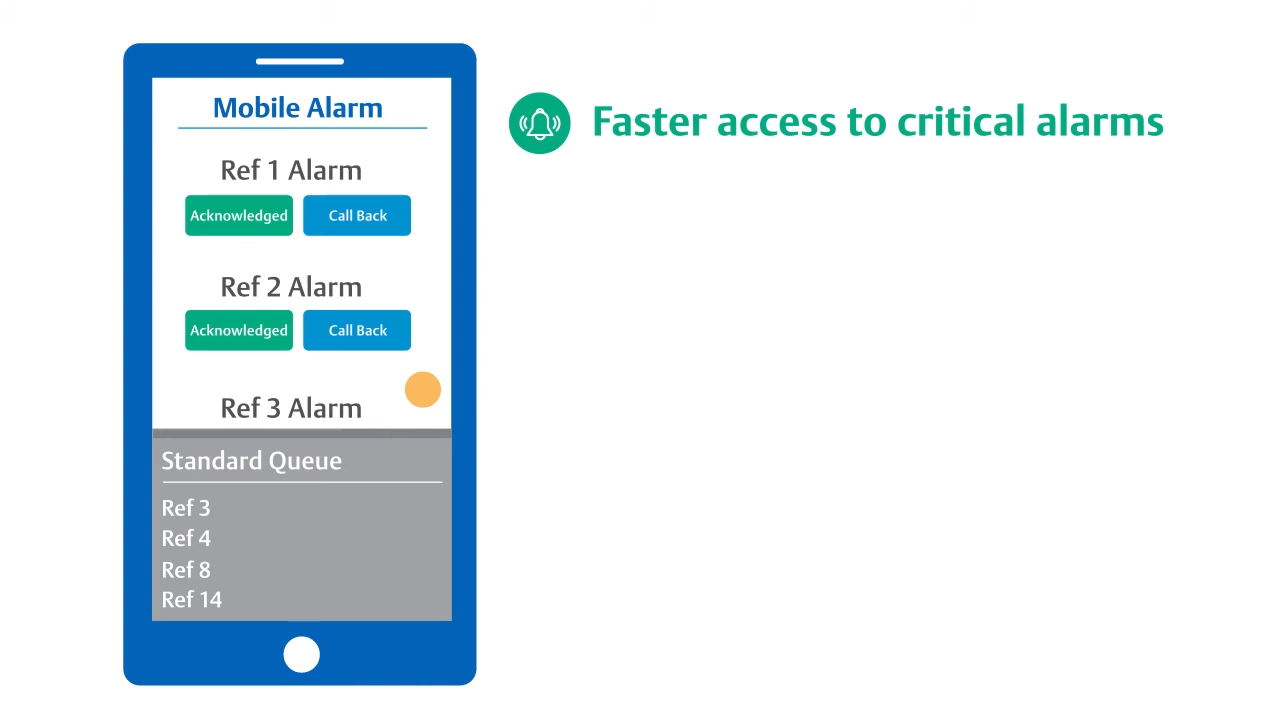 Mobile Alarm
Ref 1 Alarm
Acknowledged Call Back
Ref 2 Alarm
Acknowledged Call Back
Ref 3 Alarm
Standard Queue
Ref 3
Ref 4
Ref 8
Ref 14
Faster access to critical alarms